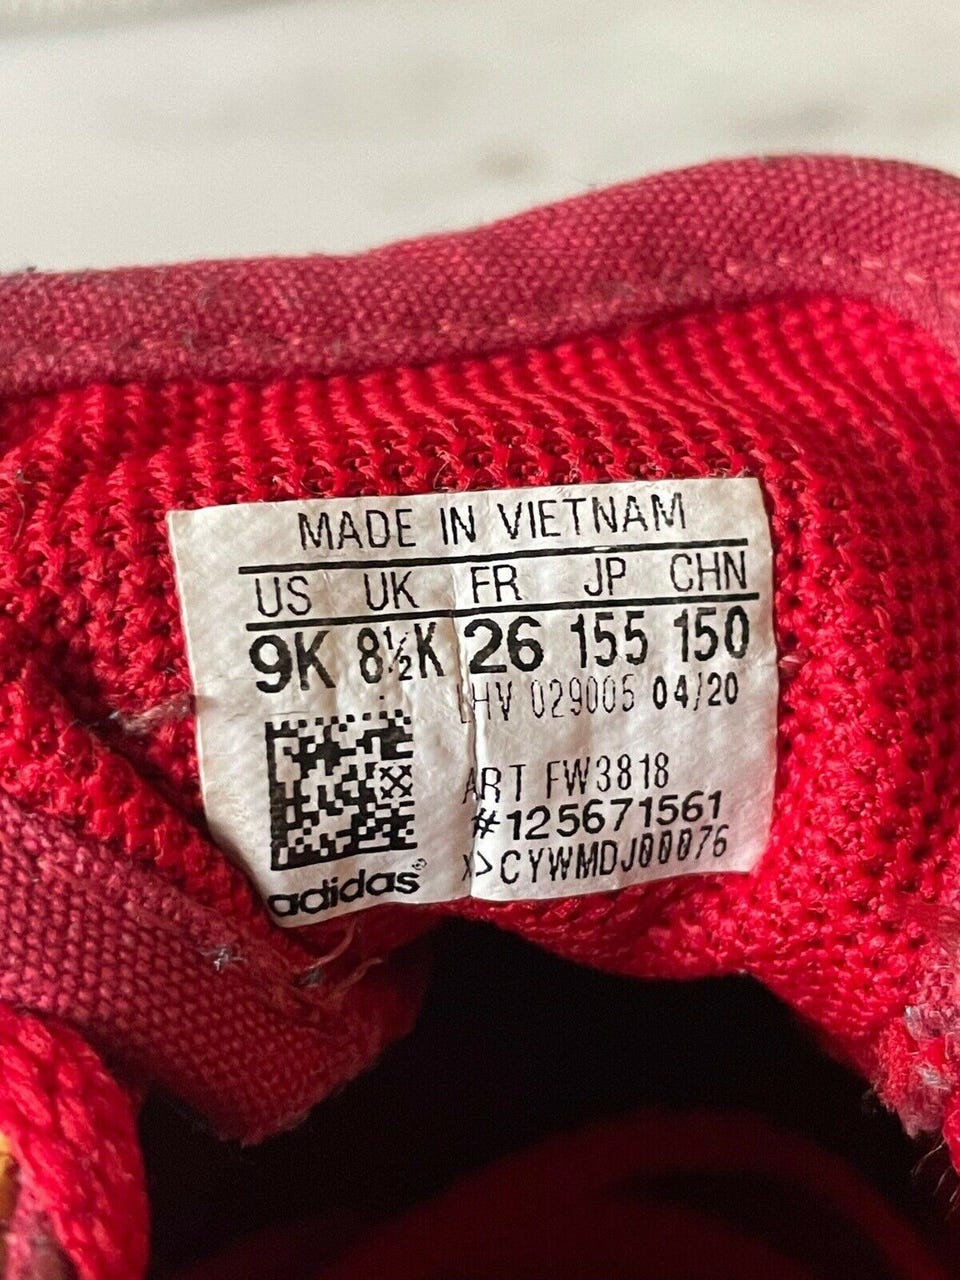 MADE IN VIETNAM
US UK FR JP CHN
9K 8½K 26 155 150
LHV 029005 04/20
ART FW3818
#125671561
X>CYWMDJ00076
adidas®